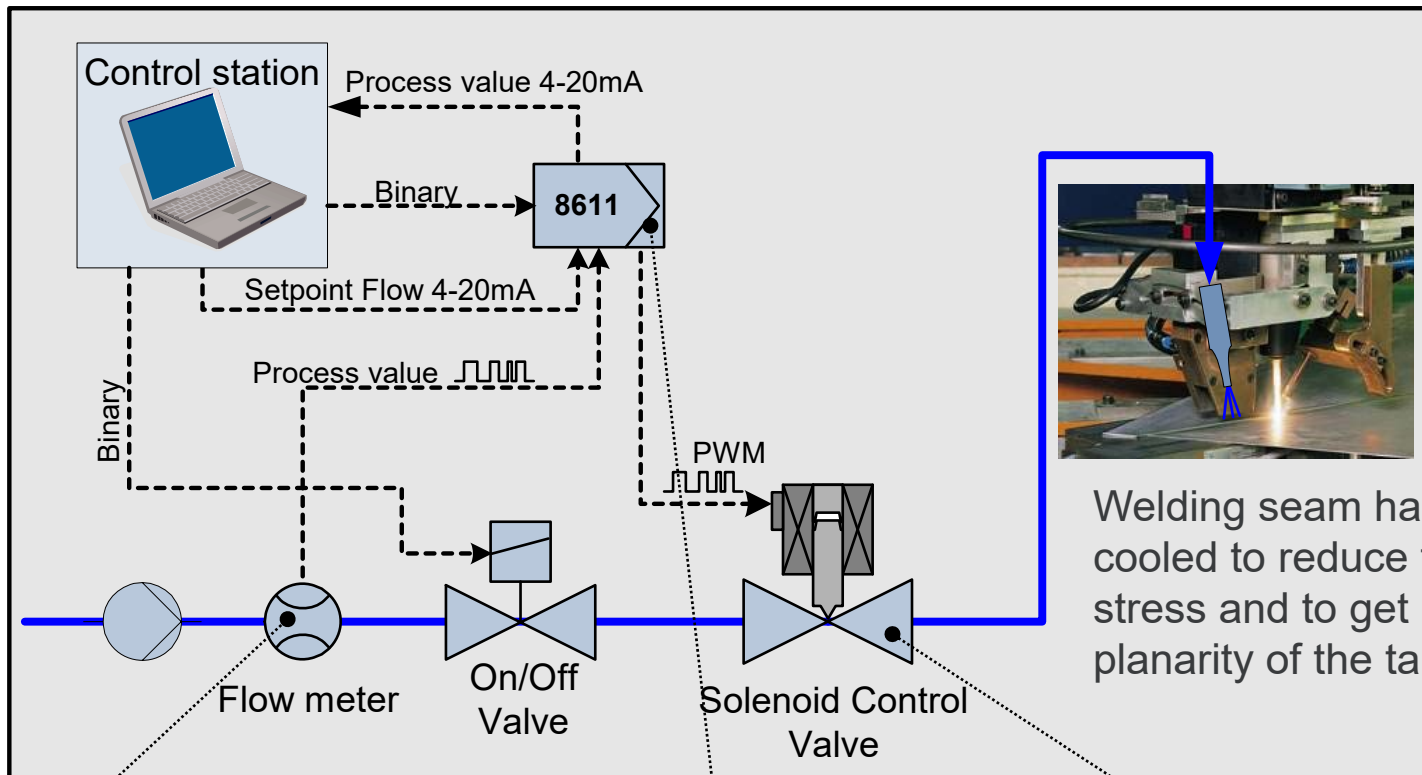 Control station
Process value 4-20mA
Binary
8611
Setpoint Flow 4-20mA
Process value
Binary
PWM
Flow meter
On/Off
Valve
Solenoid Control
Valve
Welding seam ha
cooled to reduce
stress and to get
planarity of the ta